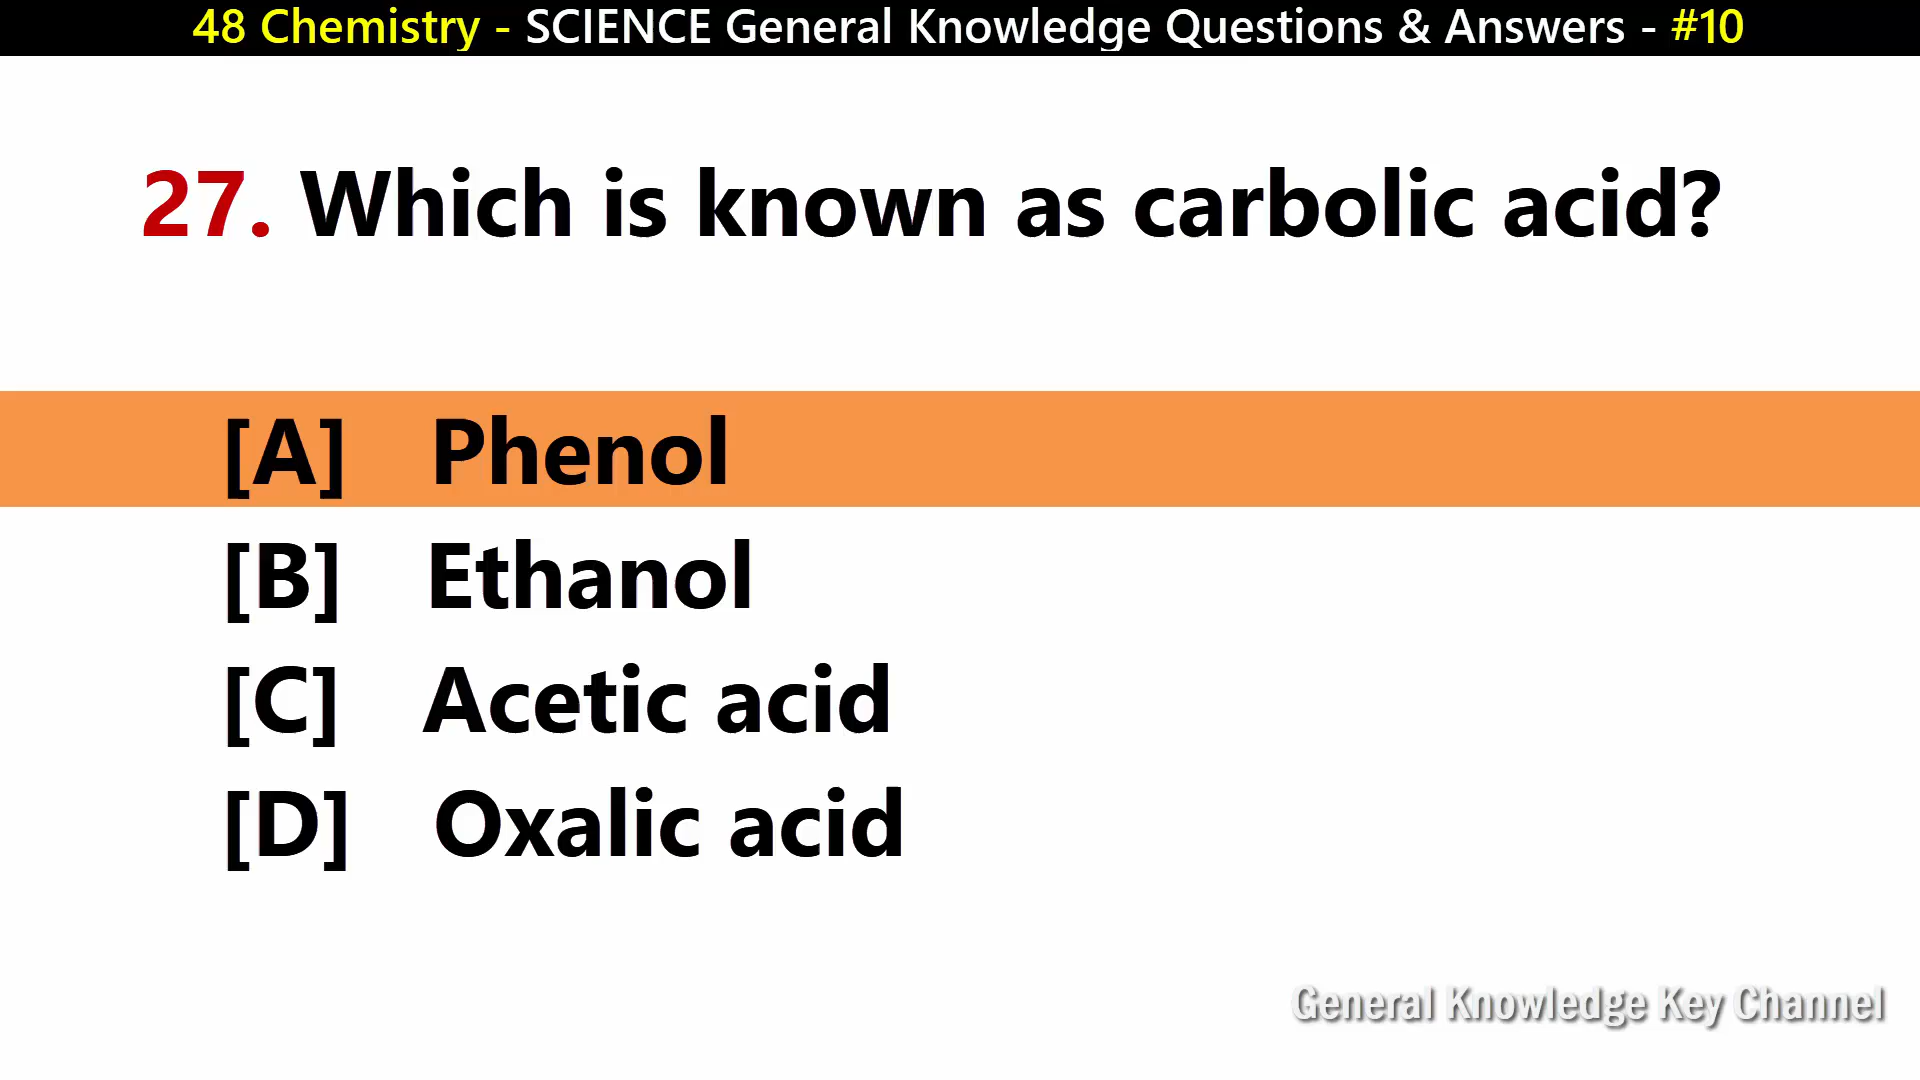 48 Chemistry - SCIENCE General Knowledge Questions & Answers - #10
27. Which is known as carbolic acid?
[A] Phenol
[B] Ethanol
[C] Acetic acid
[D] Oxalic acid
General Knowledge Key Channel